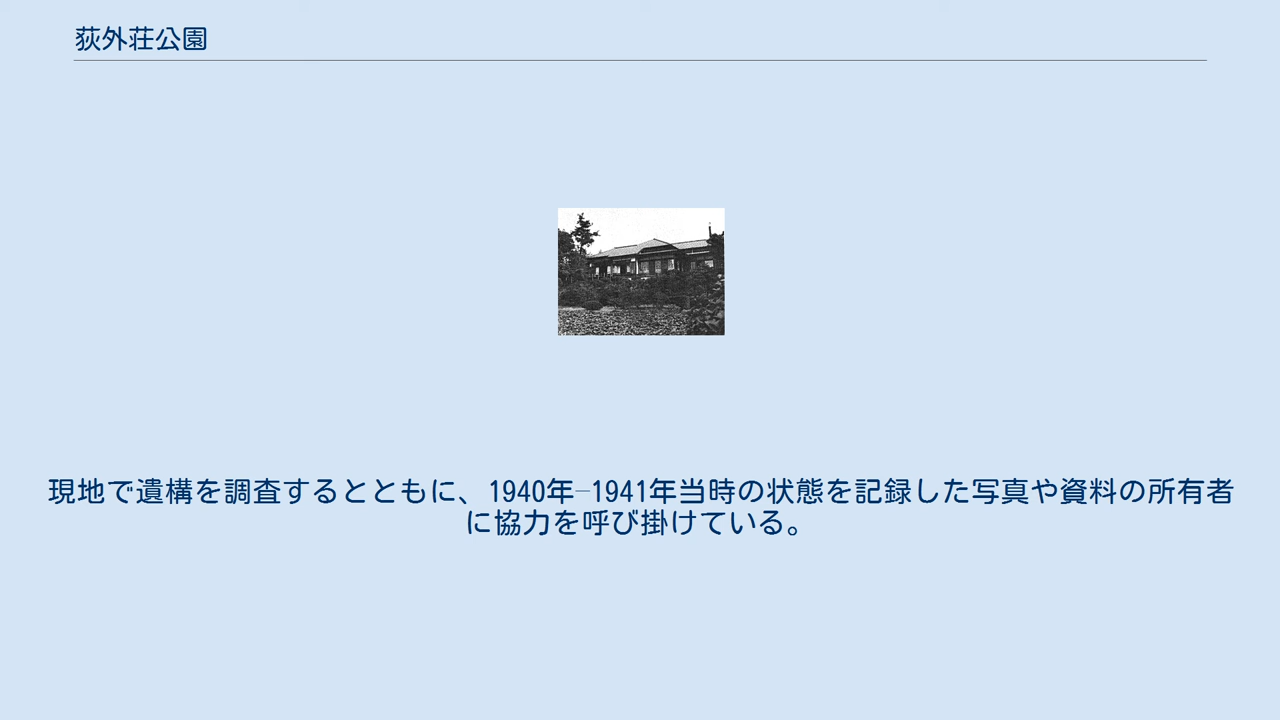 荻外荘公園
現地で遺構を調査するとともに、1940年–1941年当時の状態を記録した写真や資料の所有者
に協力を呼び掛けている。